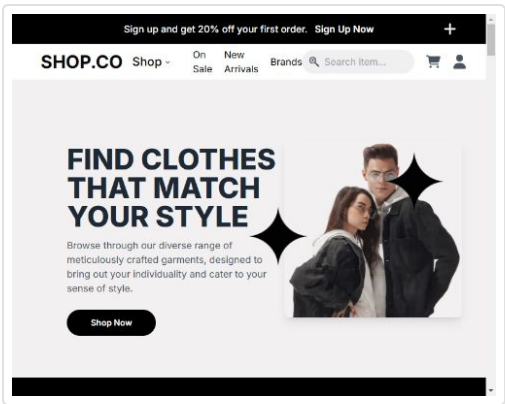 Sign up and get 20% off your first order. Sign Up Now
SHOP.CO Shop On Sale New Arrivals Brands Search item...
FIND CLOTHES
THAT MATCH
YOUR STYLE
Browse through our diverse range of
meticulously crafted garments, designed to
bring out your individuality and cater to your
sense of style.
Shop Now